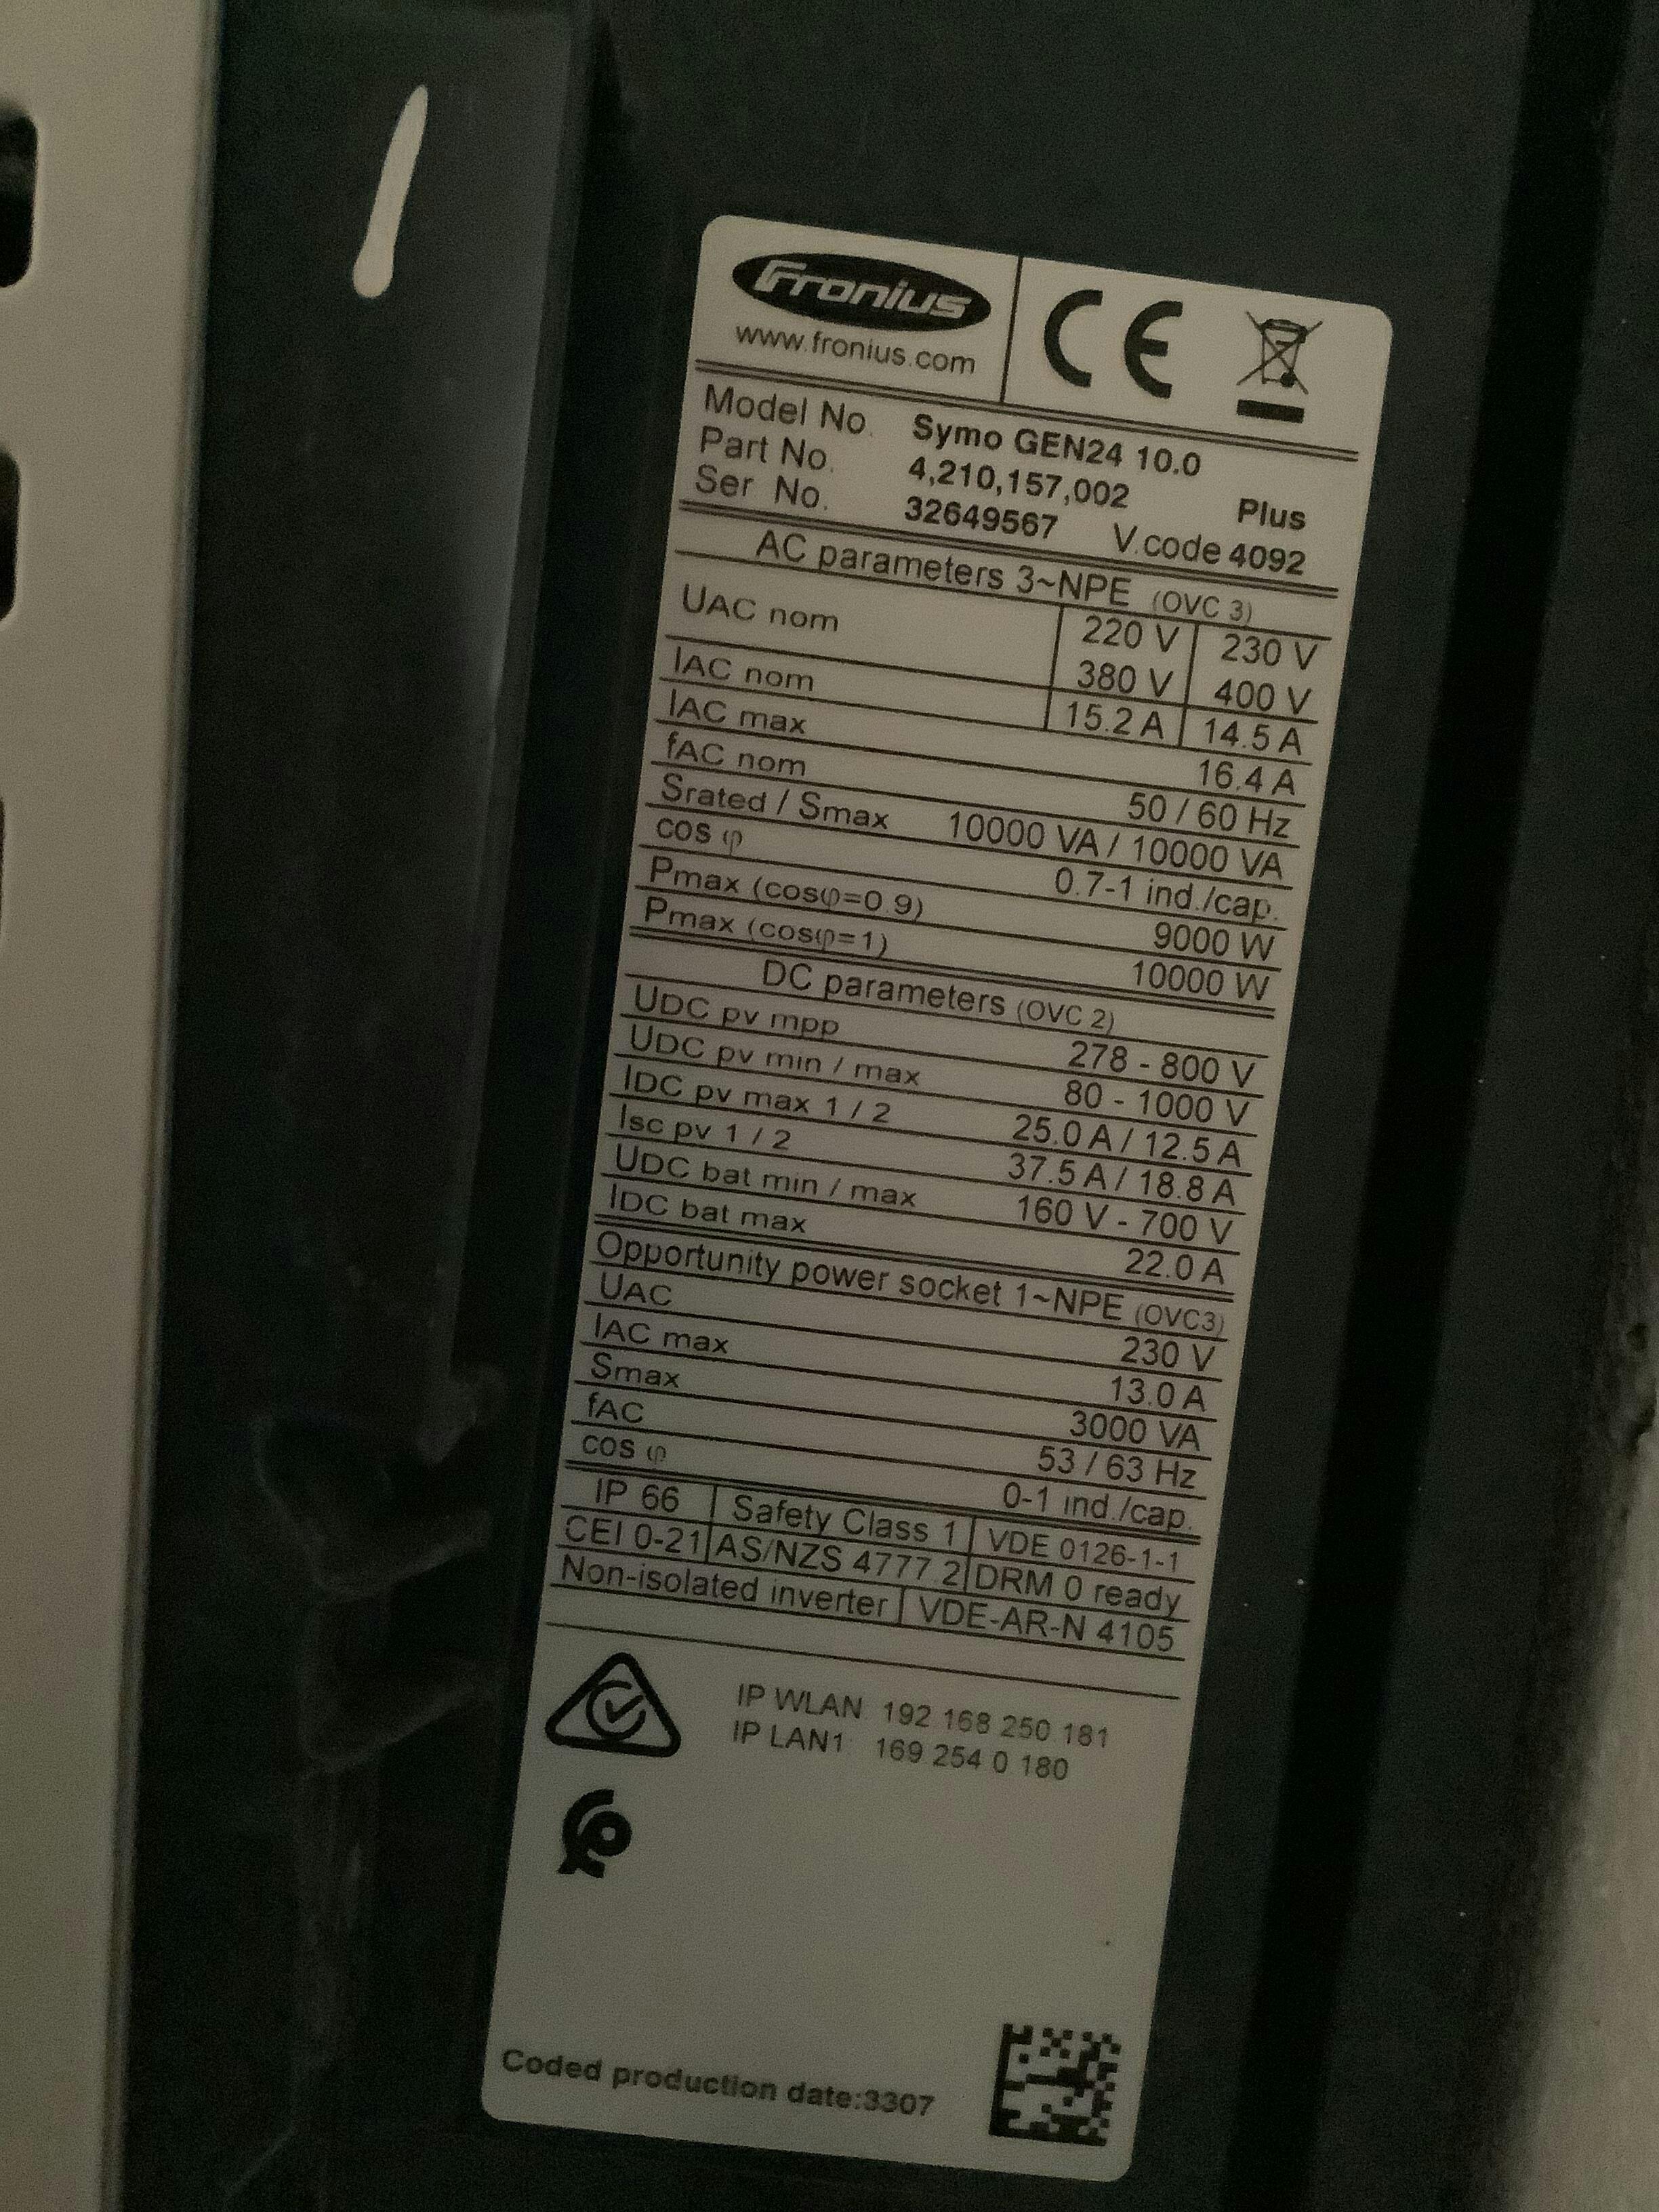 Fronius
www.fronius.com
CE
Model No. Symo GEN24 10.0
Plus
Part No. 4,210,157,002
Ser. No. 32649567 V.code 4092
AC parameters 3~NPE (OVC 3)
UAC nom 220 V 230 V
380 V 400 V
IAC nom 15.2 A 14.5 A
IAC max 16.4 A
fAC nom 50 / 60 Hz
Srated / Smax 10000 VA / 10000 VA
cos φ 0.7-1 ind./cap.
Pmax (cosφ=0.9) 9000 W
Pmax (cosφ=1) 10000 W
DC parameters (OVC 2)
UDC pv mpp 278 - 800 V
UDC pv min / max 80 - 1000 V
IDC pv max 1 / 2 25.0 A / 12.5 A
Isc pv 1 / 2 37.5 A / 18.8 A
UDC bat min / max 160 V - 700 V
IDC bat max 22.0 A
Opportunity power socket 1~NPE (OVC3)
UAC 230 V
IAC max 13.0 A
Smax 3000 VA
fAC 53 / 63 Hz
cos φ 0-1 ind./cap.
IP 66 Safety Class 1 VDE 0126-1-1
CEI 0-21 AS/NZS 4777.2 DRM 0 ready
Non-isolated inverter VDE-AR-N 4105
IP WLAN 192.168.250.181
IP LAN1 169.254.0.180
Coded production date:3307